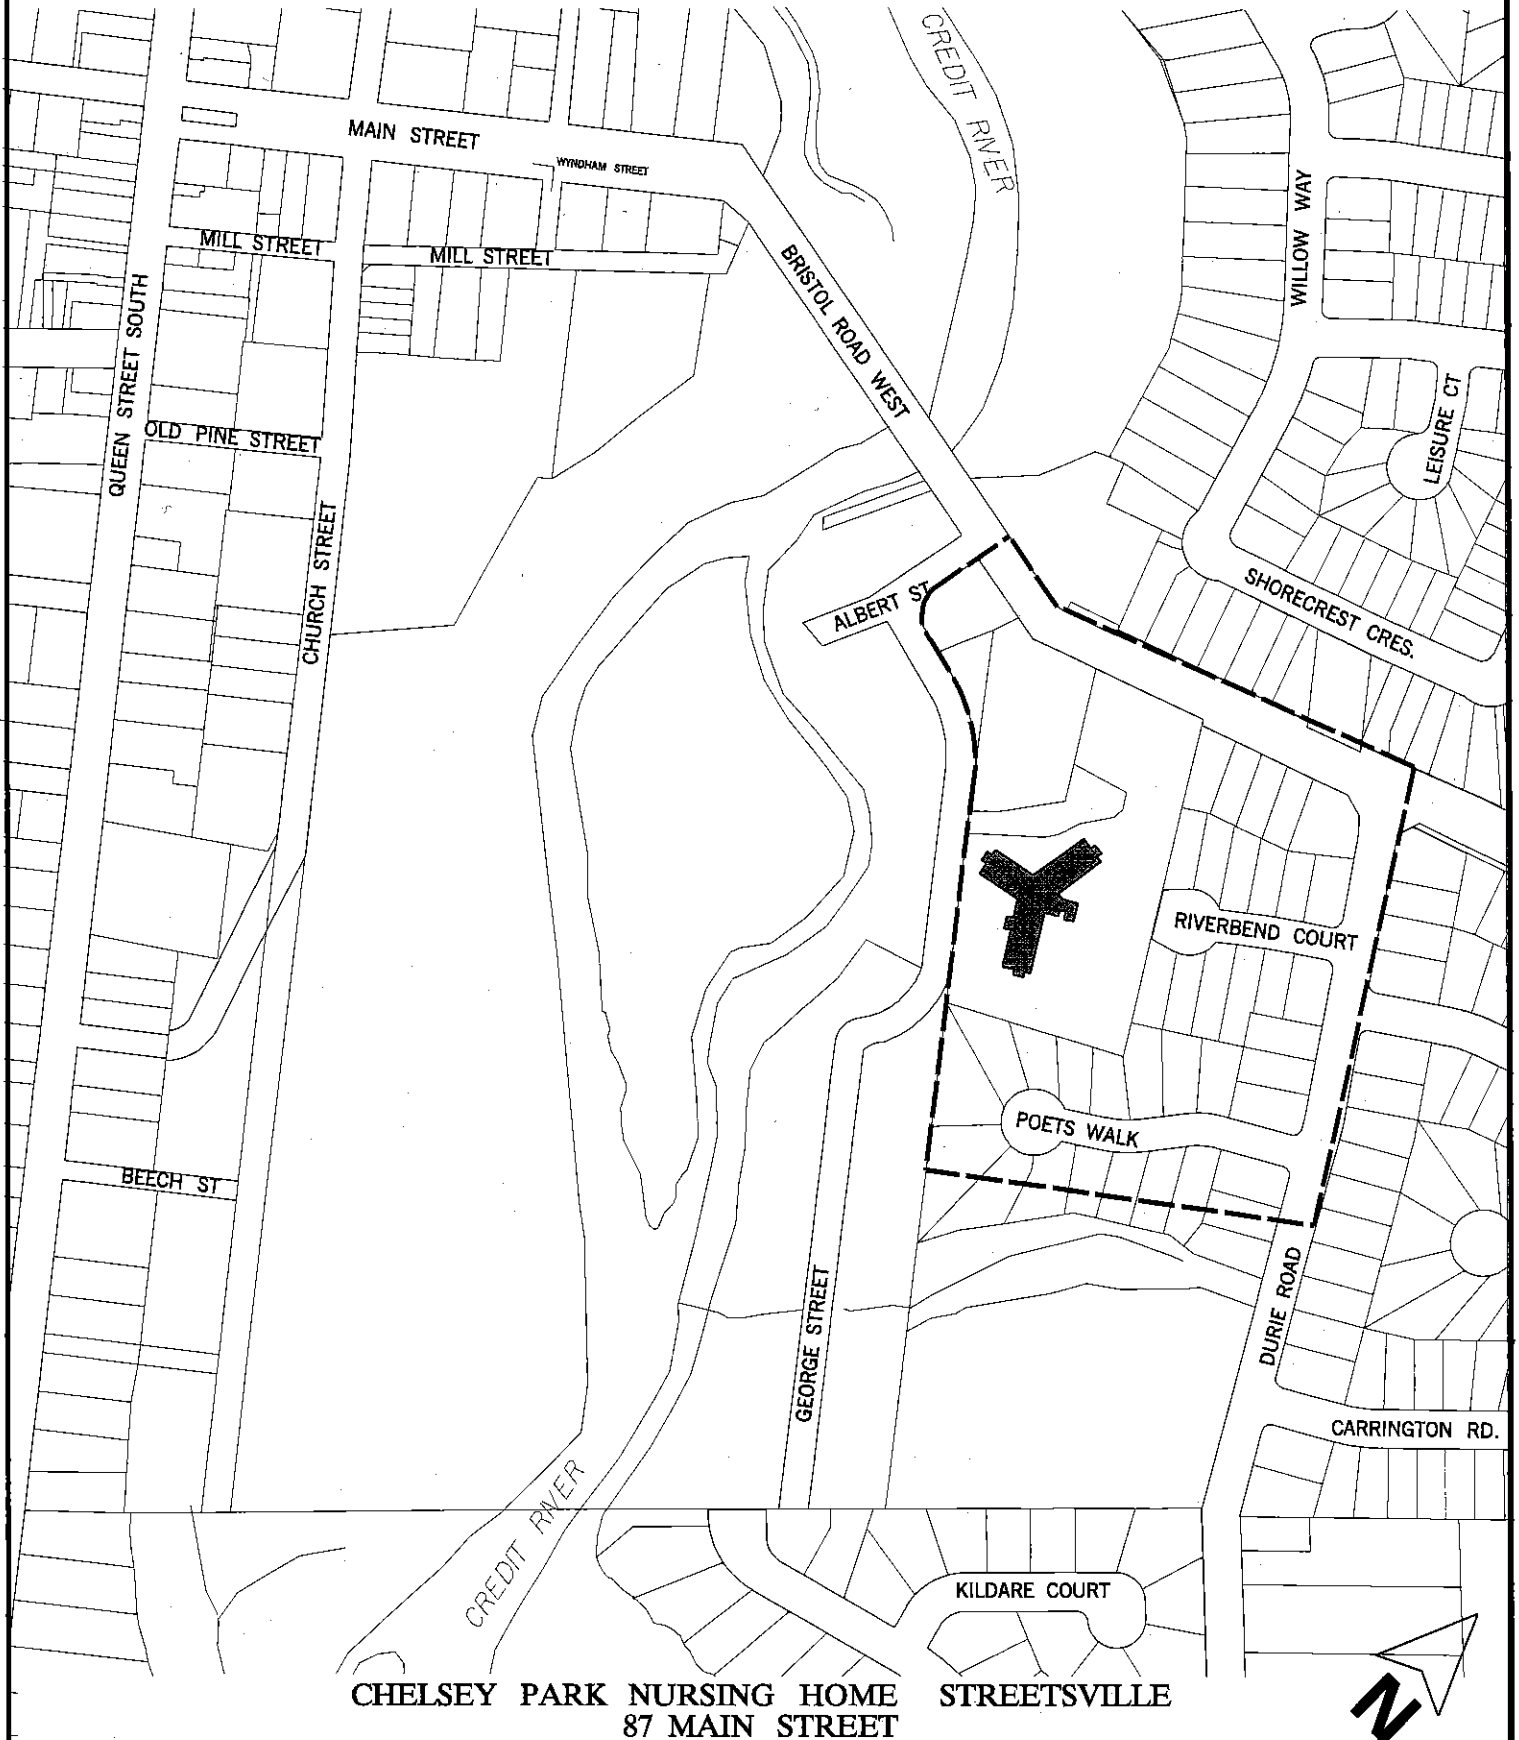 CREDIT RIVER
MAIN STREET
WYNDHAM STREET
WILLOW WAY
MILL STREET
MILL STREET
BRISTOL ROAD WEST
QUEEN STREET SOUTH
LEISURE CT
OLD PINE STREET
CHURCH STREET
SHORECREST CRES.
ALBERT ST
RIVERBEND COURT
POETS WALK
BEECH ST
GEORGE STREET
DURIE ROAD
CARRINGTON RD.
CREDIT RIVER
KILDARE COURT
CHELSEY PARK NURSING HOME STREETSVILLE
87 MAIN STREET
N